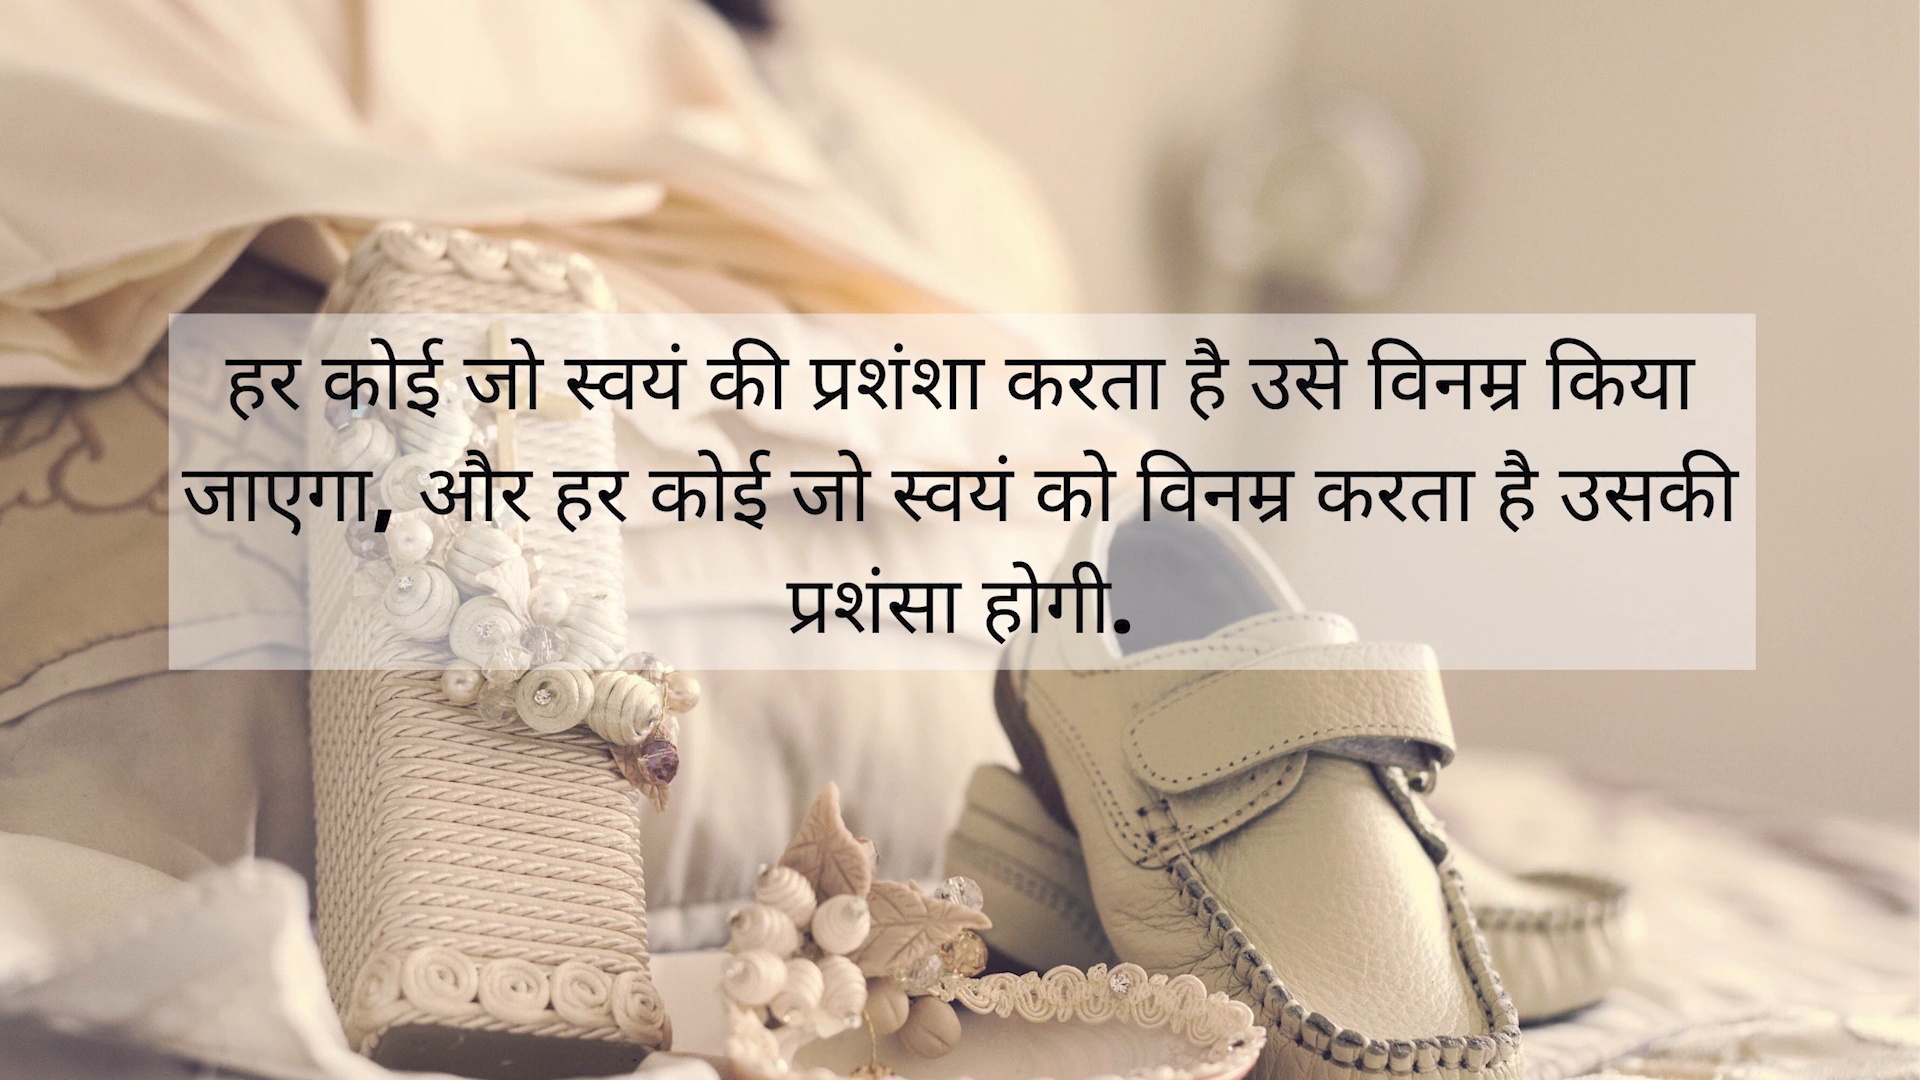 हर कोई जो स्वयं की प्रशंशा करता है उसे विनम्र किया
जाएगा, और हर कोई जो स्वयं को विनम्र करता है उसकी
प्रशंसा होगी.